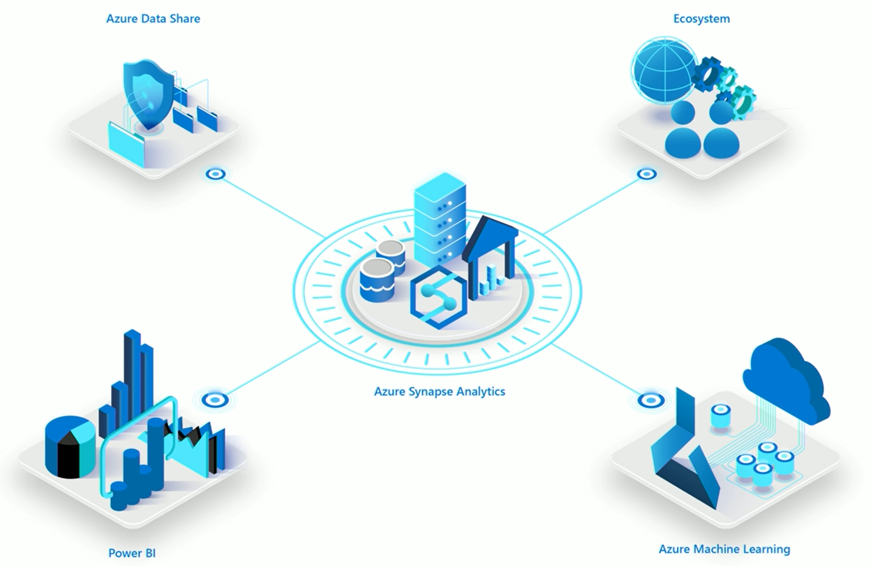 Azure Data Share
Ecosystem
Azure Synapse Analytics
Power BI
Azure Machine Learning